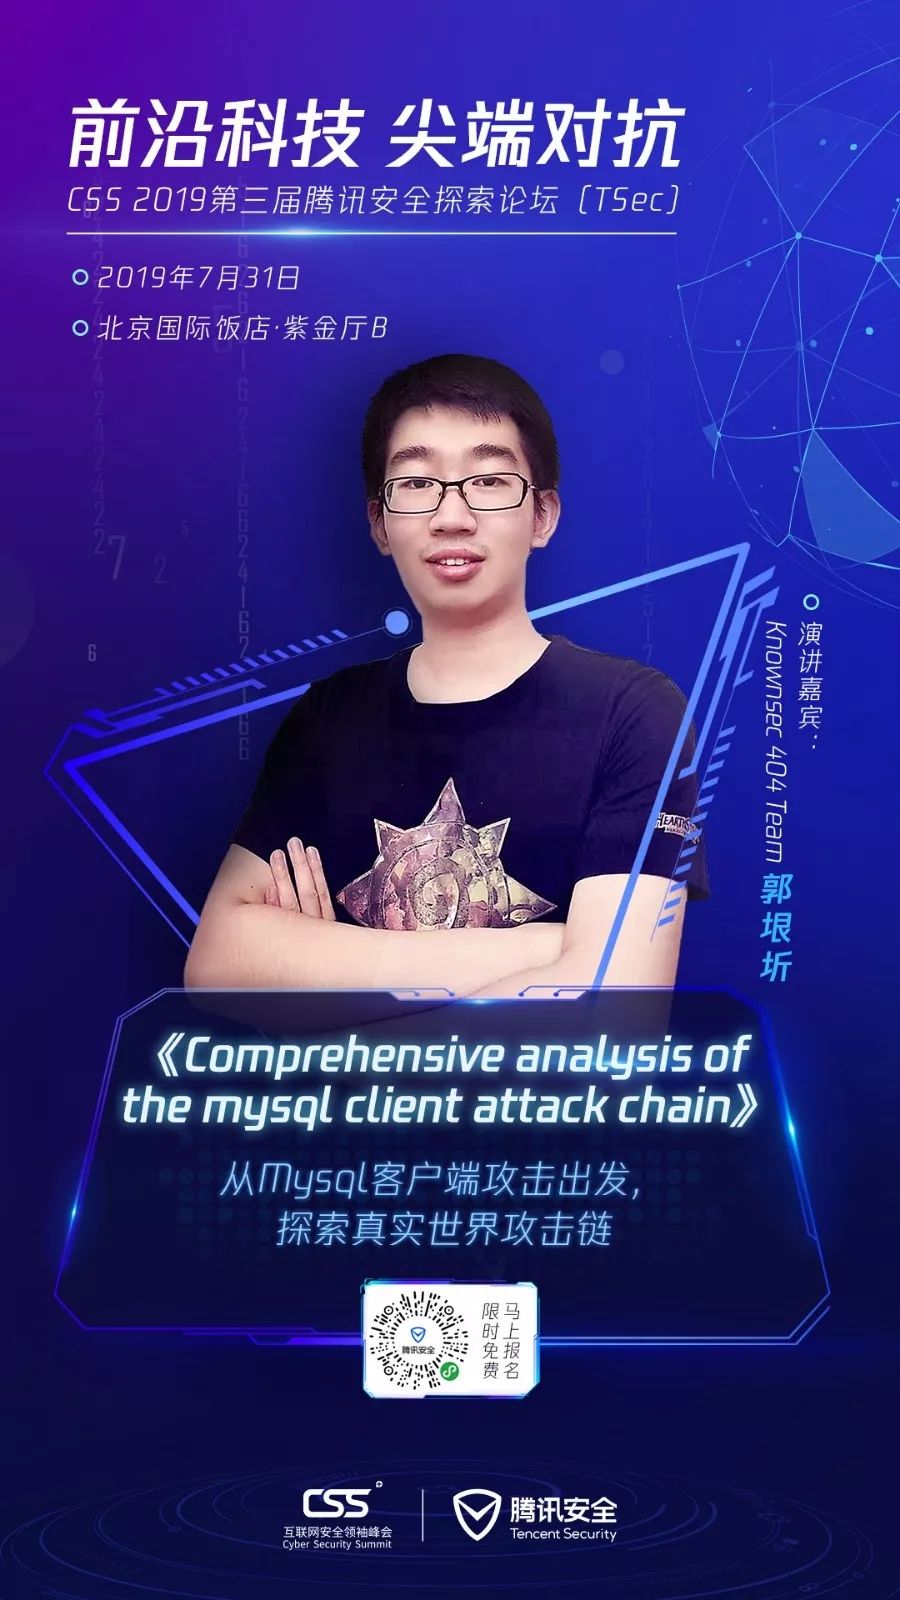 前沿科技 尖端对抗
CSS 2019第三届腾讯安全探索论坛（TSec）
2019年7月31日
北京国际饭店·紫金厅B
演讲嘉宾：
Knownsec 404 Team 郭垠圻
《Comprehensive analysis of
the mysql client attack chain》
从Mysql客户端攻击出发，
探索真实世界攻击链
腾讯安全
马上报名
限时免费
CSS
互联网安全领袖峰会
Cyber Security Summit
腾讯安全
Tencent Security